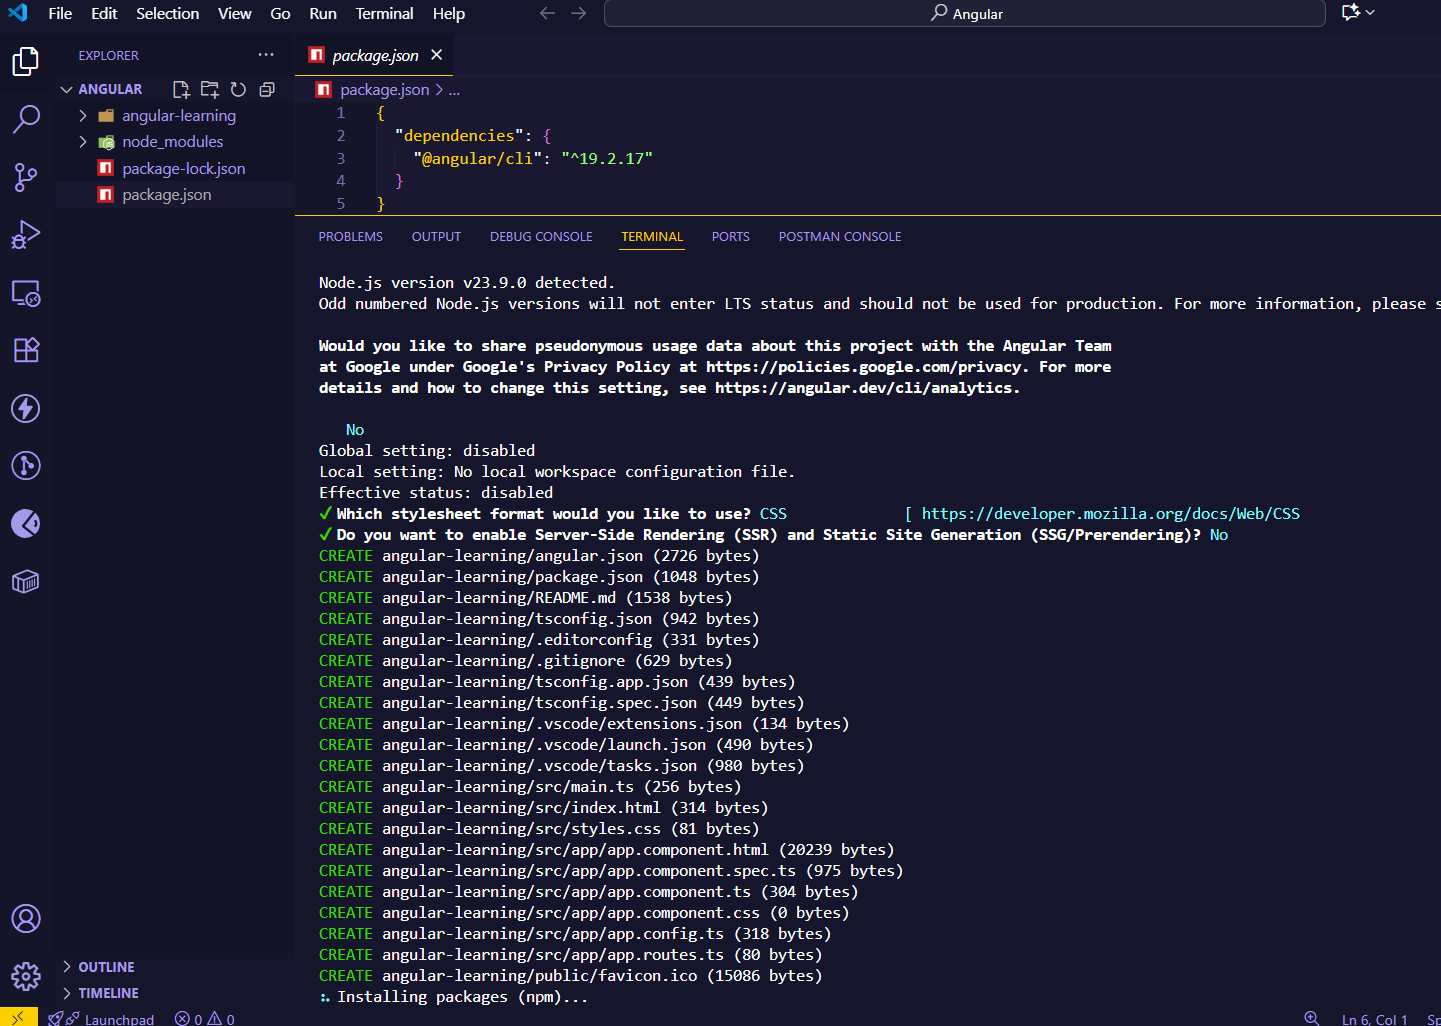 File Edit Selection View Go Run Terminal Help
Angular
EXPLORER
package.json
ANGULAR
package.json > ...
angular-learning
node_modules
package-lock.json
package.json
1 {
2 "dependencies": {
3 "@angular/cli": "^19.2.17"
4 }
5 }
PROBLEMS OUTPUT DEBUG CONSOLE TERMINAL PORTS POSTMAN CONSOLE
Node.js version v23.9.0 detected.
Odd numbered Node.js versions will not enter LTS status and should not be used for production. For more information, please s
Would you like to share pseudonymous usage data about this project with the Angular Team
at Google under Google's Privacy Policy at https://policies.google.com/privacy. For more
details and how to change this setting, see https://angular.dev/cli/analytics.
No
Global setting: disabled
Local setting: No local workspace configuration file.
Effective status: disabled
✓ Which stylesheet format would you like to use? CSS [ https://developer.mozilla.org/docs/Web/CSS
✓ Do you want to enable Server-Side Rendering (SSR) and Static Site Generation (SSG/Prerendering)? No
CREATE angular-learning/angular.json (2726 bytes)
CREATE angular-learning/package.json (1048 bytes)
CREATE angular-learning/README.md (1538 bytes)
CREATE angular-learning/tsconfig.json (942 bytes)
CREATE angular-learning/.editorconfig (331 bytes)
CREATE angular-learning/.gitignore (629 bytes)
CREATE angular-learning/tsconfig.app.json (439 bytes)
CREATE angular-learning/tsconfig.spec.json (449 bytes)
CREATE angular-learning/.vscode/extensions.json (134 bytes)
CREATE angular-learning/.vscode/launch.json (490 bytes)
CREATE angular-learning/.vscode/tasks.json (980 bytes)
CREATE angular-learning/src/main.ts (256 bytes)
CREATE angular-learning/src/index.html (314 bytes)
CREATE angular-learning/src/styles.css (81 bytes)
CREATE angular-learning/src/app/app.component.html (20239 bytes)
CREATE angular-learning/src/app/app.component.spec.ts (975 bytes)
CREATE angular-learning/src/app/app.component.ts (304 bytes)
CREATE angular-learning/src/app/app.component.css (0 bytes)
CREATE angular-learning/src/app/app.config.ts (318 bytes)
CREATE angular-learning/src/app/app.routes.ts (80 bytes)
CREATE angular-learning/public/favicon.ico (15086 bytes)
Installing packages (npm)...
OUTLINE
TIMELINE
Launchpad 0 0 Ln 6, Col 1 Sp